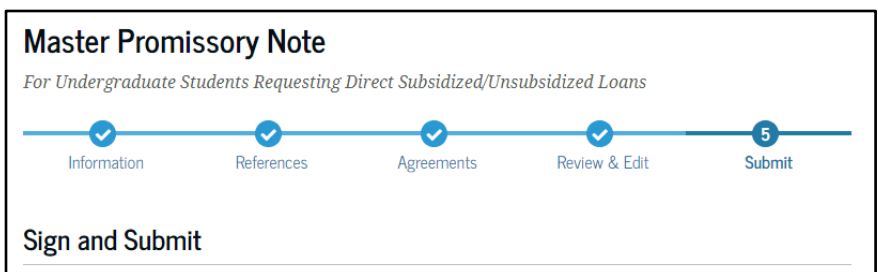 Master Promissory Note
For Undergraduate Students Requesting Direct Subsidized/Unsubsidized Loans
5
Information References Agreements Review & Edit Submit
Sign and Submit